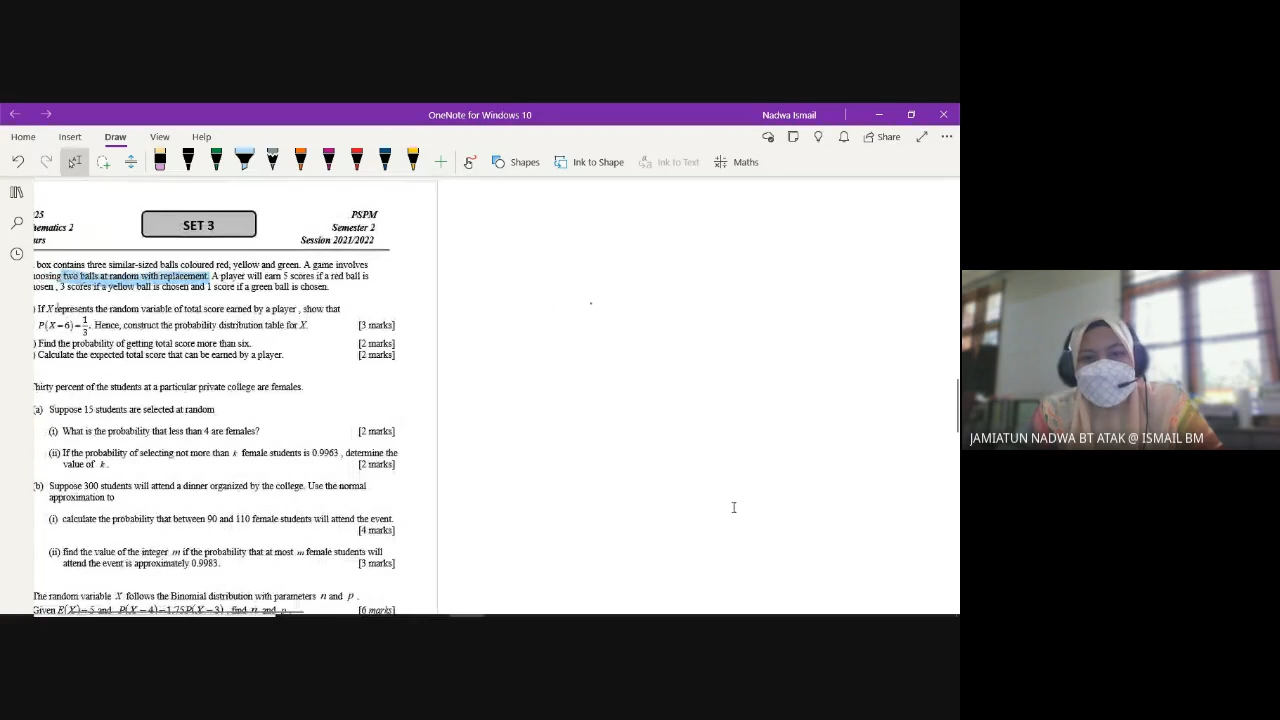 OneNote for Windows 10
Nadwa Ismail
Home Insert Draw View Help
Share
Shapes Ink to Shape Ink to Text Maths
25 PSPM
hematics 2 SET 3 Semester 2
urs Session 2021/2022
box contains three similar-sized balls coloured red, yellow and green. A game involves
oosing two balls at random with replacement. A player will earn 5 scores if a red ball is
osen , 3 scores if a yellow ball is chosen and 1 score if a green ball is chosen.
) If X represents the random variable of total score earned by a player , show that
P(X=6)=1/3. Hence, construct the probability distribution table for X. [3 marks]
) Find the probability of getting total score more than six. [2 marks]
) Calculate the expected total score that can be earned by a player. [2 marks]
Thirty percent of the students at a particular private college are females.
(a) Suppose 15 students are selected at random
(i) What is the probability that less than 4 are females? [2 marks]
(ii) If the probability of selecting not more than k female students is 0.9963 , determine the
value of k . [2 marks]
(b) Suppose 300 students will attend a dinner organized by the college. Use the normal
approximation to
(i) calculate the probability that between 90 and 110 female students will attend the event.
[4 marks]
(ii) find the value of the integer m if the probability that at most m female students will
attend the event is approximately 0.9983. [3 marks]
The random variable X follows the Binomial distribution with parameters n and p .
Given E(X)=5 and P(X=4)=1.75P(X=3) , find n and p . [6 marks]
JAMIATUN NADWA BT ATAK @ ISMAIL BM